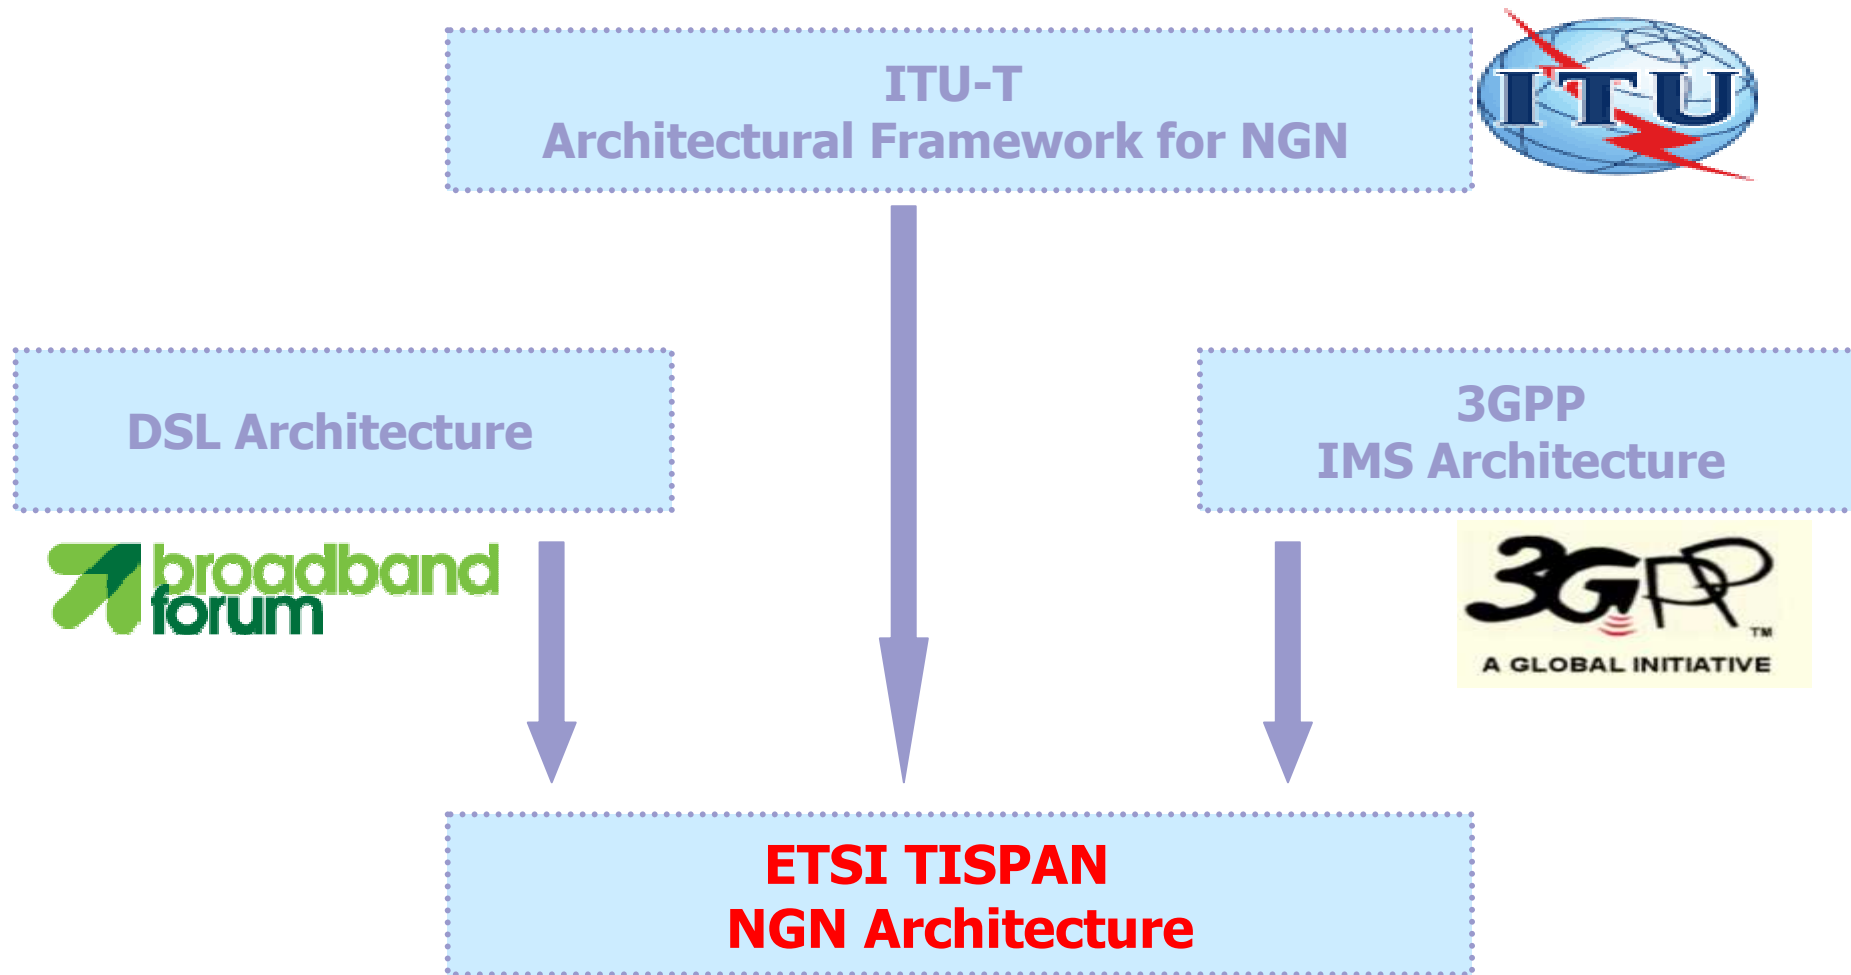 ITU-T
Architectural Framework for NGN
ITU
DSL Architecture
3GPP
IMS Architecture
broadband
forum
3GPP
TM
A GLOBAL INITIATIVE
ETSI TISPAN
NGN Architecture